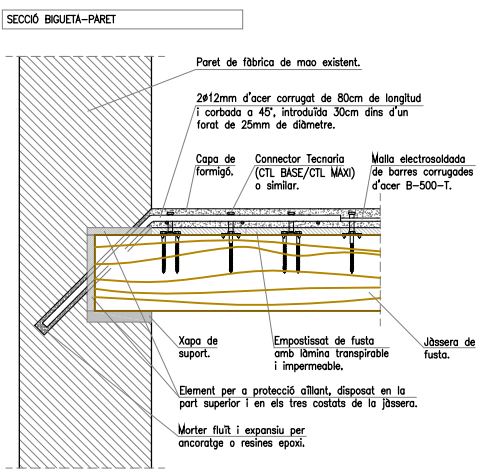 SECCIÓ BIGUETA-PARET
Paret de fàbrica de mao existent.
2ø12mm d'acer corrugat de 80cm de longitud
i corbada a 45°, introduïda 30cm dins d'un
forat de 25mm de diàmetre.
Capa de
formigó.
Connector Tecnaria
(CTL BASE/CTL MAXI)
o similar.
Malla electrosoldada
de barres corrugades
d'acer B-500-T.
Xapa de
suport.
Empostissat de fusta
amb làmina transpirable
i impermeable.
Jàssera de
fusta.
Element per a protecció aïllant, disposat en la
part superior i en els tres costats de la jàssera.
Morter fluït i expansiu per
ancoratge o resines epoxi.